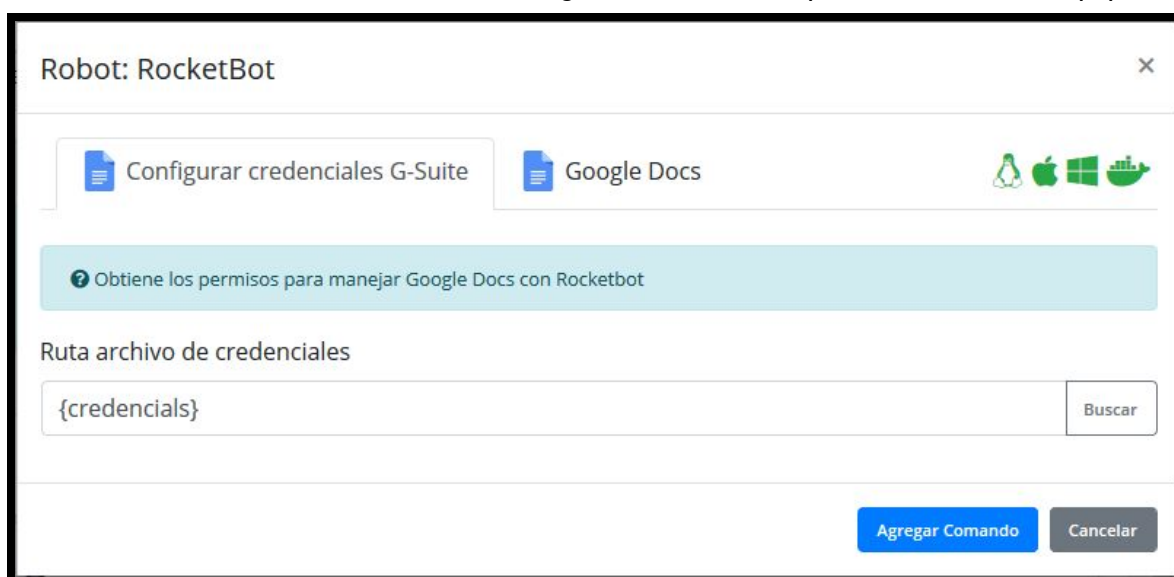 Robot: RocketBot ×
Configurar credenciales G-Suite Google Docs
Obtiene los permisos para manejar Google Docs con Rocketbot
Ruta archivo de credenciales
{credencials} Buscar
Agregar Comando Cancelar